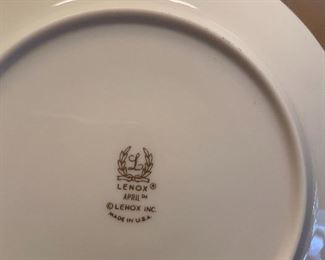 L
LENOX®
APRIL™
© LENOX INC.
MADE IN U.S.A.